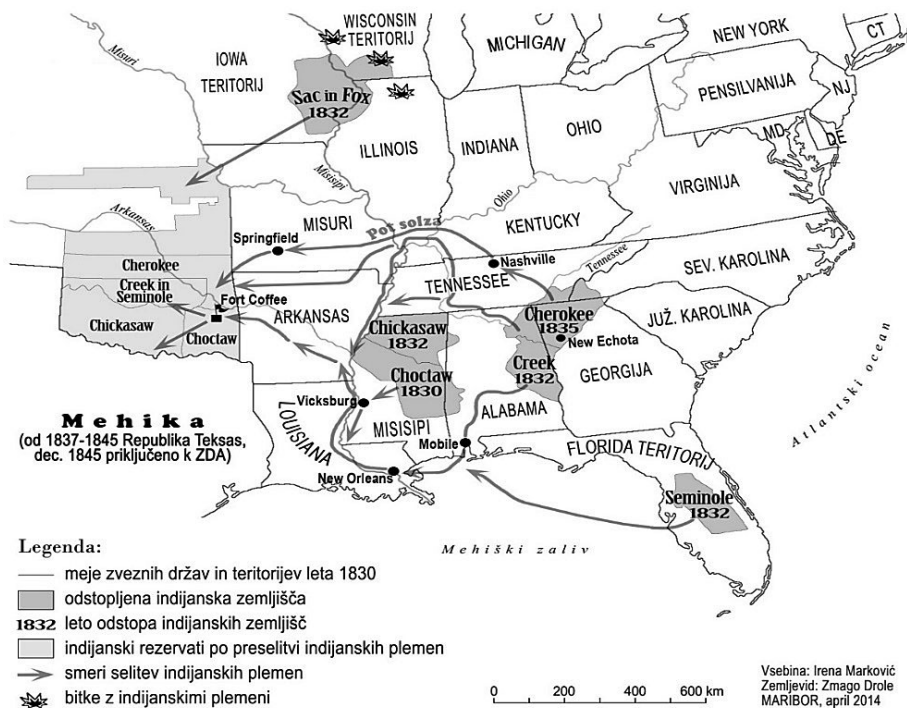 WISCONSIN
TERITORIJ
MICHIGAN
NEW YORK
CT
Misuri
IOWA
TERITORIJ
Sac in Fox
1832
PENSILVANIJA
NJ
MD
DE
ILLINOIS
INDIANA
OHIO
Misisipi
Ohio
VIRGINIJA
Arkansas
MISURI
Pot solza
KENTUCKY
Springfield
Nashville
Tennessee
SEV. KAROLINA
Cherokee
Creek in
Seminole
Fort Coffee
TENNESSEE
Chickasaw
Choctaw
ARKANSAS
Chickasaw
1832
Cherokee
1835
JUŽ. KAROLINA
New Echota
Choctaw
1830
Creek
1832
GEORGIJA
Atlantski ocean
Mehika
(od 1837-1845 Republika Teksas,
dec. 1845 priključeno k ZDA)
LOUISIANA
Vicksburg
MISISIPI
ALABAMA
Mobile
FLORIDA TERITORIJ
New Orleans
Seminole
1832
Mehiški zaliv
Legenda:
meje zveznih držav in teritorijev leta 1830
odstopljena indijanska zemljišča
1832 leto odstopa indijanskih zemljišč
indijanski rezervati po preselitvi indijanskih plemen
smeri selitev indijanskih plemen
bitke z indijanskimi plemeni
0 200 400 600 km
Vsebina: Irena Marković
Zemljevid: Zmago Drole
MARIBOR, april 2014